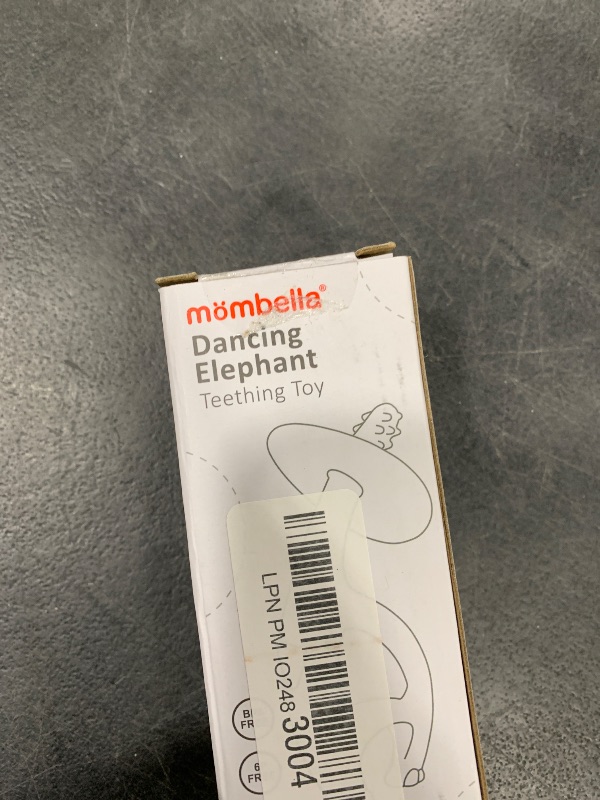 mömbella®
Dancing
Elephant
Teething Toy
LPN PM IO248 3004